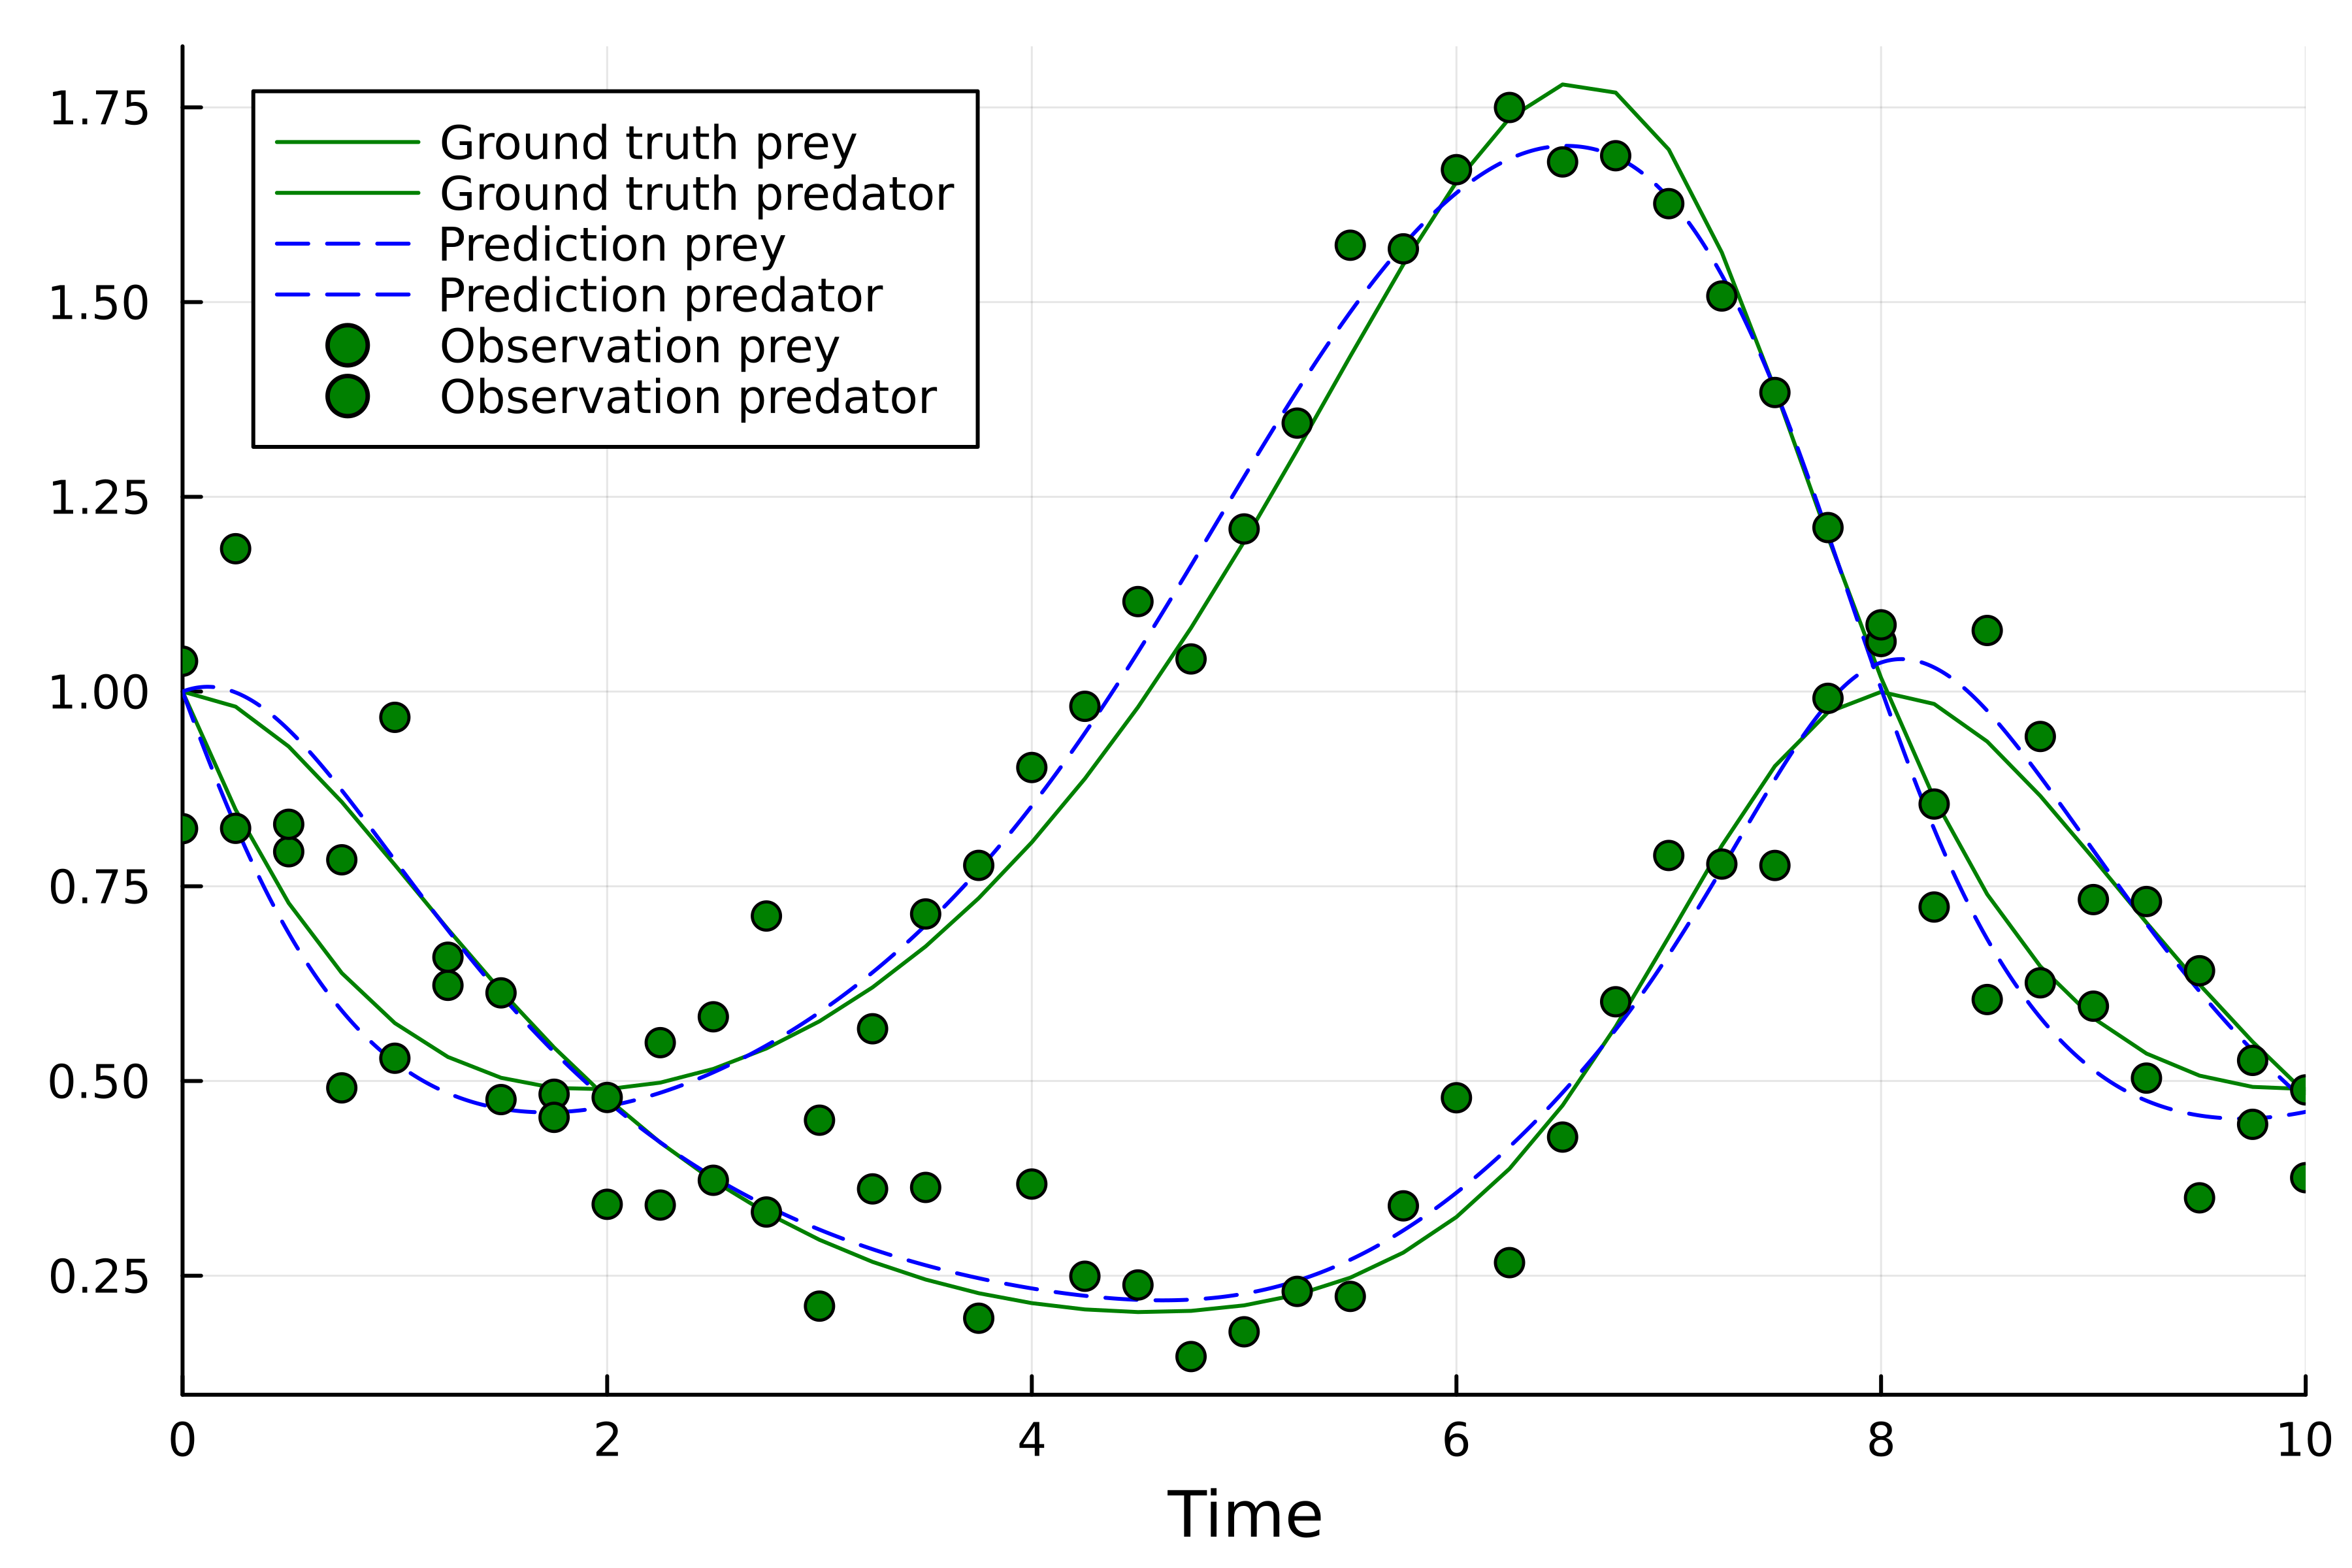 1.75
1.50
1.25
1.00
0.75
0.50
0.25
Ground truth prey
Ground truth predator
Prediction prey
Prediction predator
Observation prey
Observation predator
0 2 4 6 8 10
Time